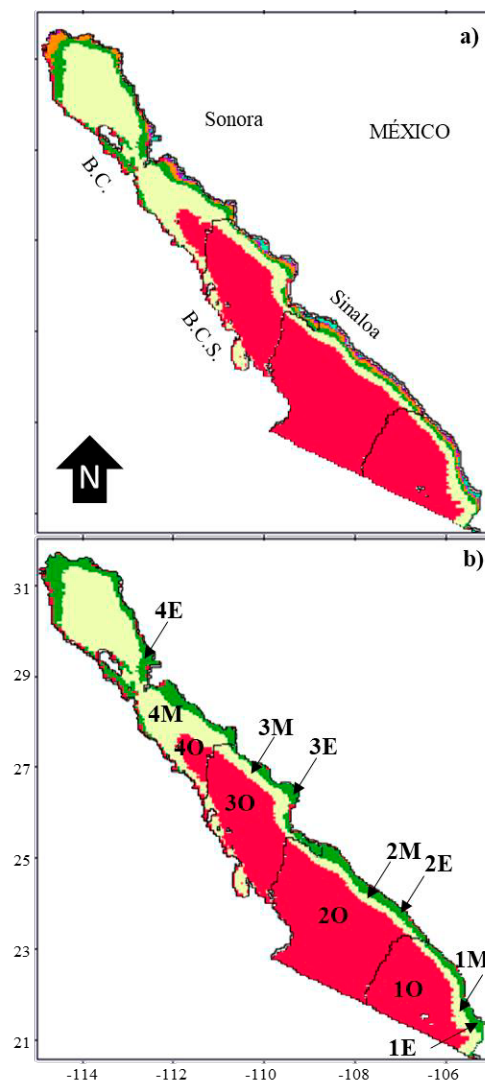 a)
Sonora
MÉXICO
B.C.
Sinaloa
B.C.S.
N
b)
31
4E
29
4M
3M
4O
3E
27
3O
25
2M
2E
2O
23
1M
1O
1E
21
-114
-112
-110
-108
-106